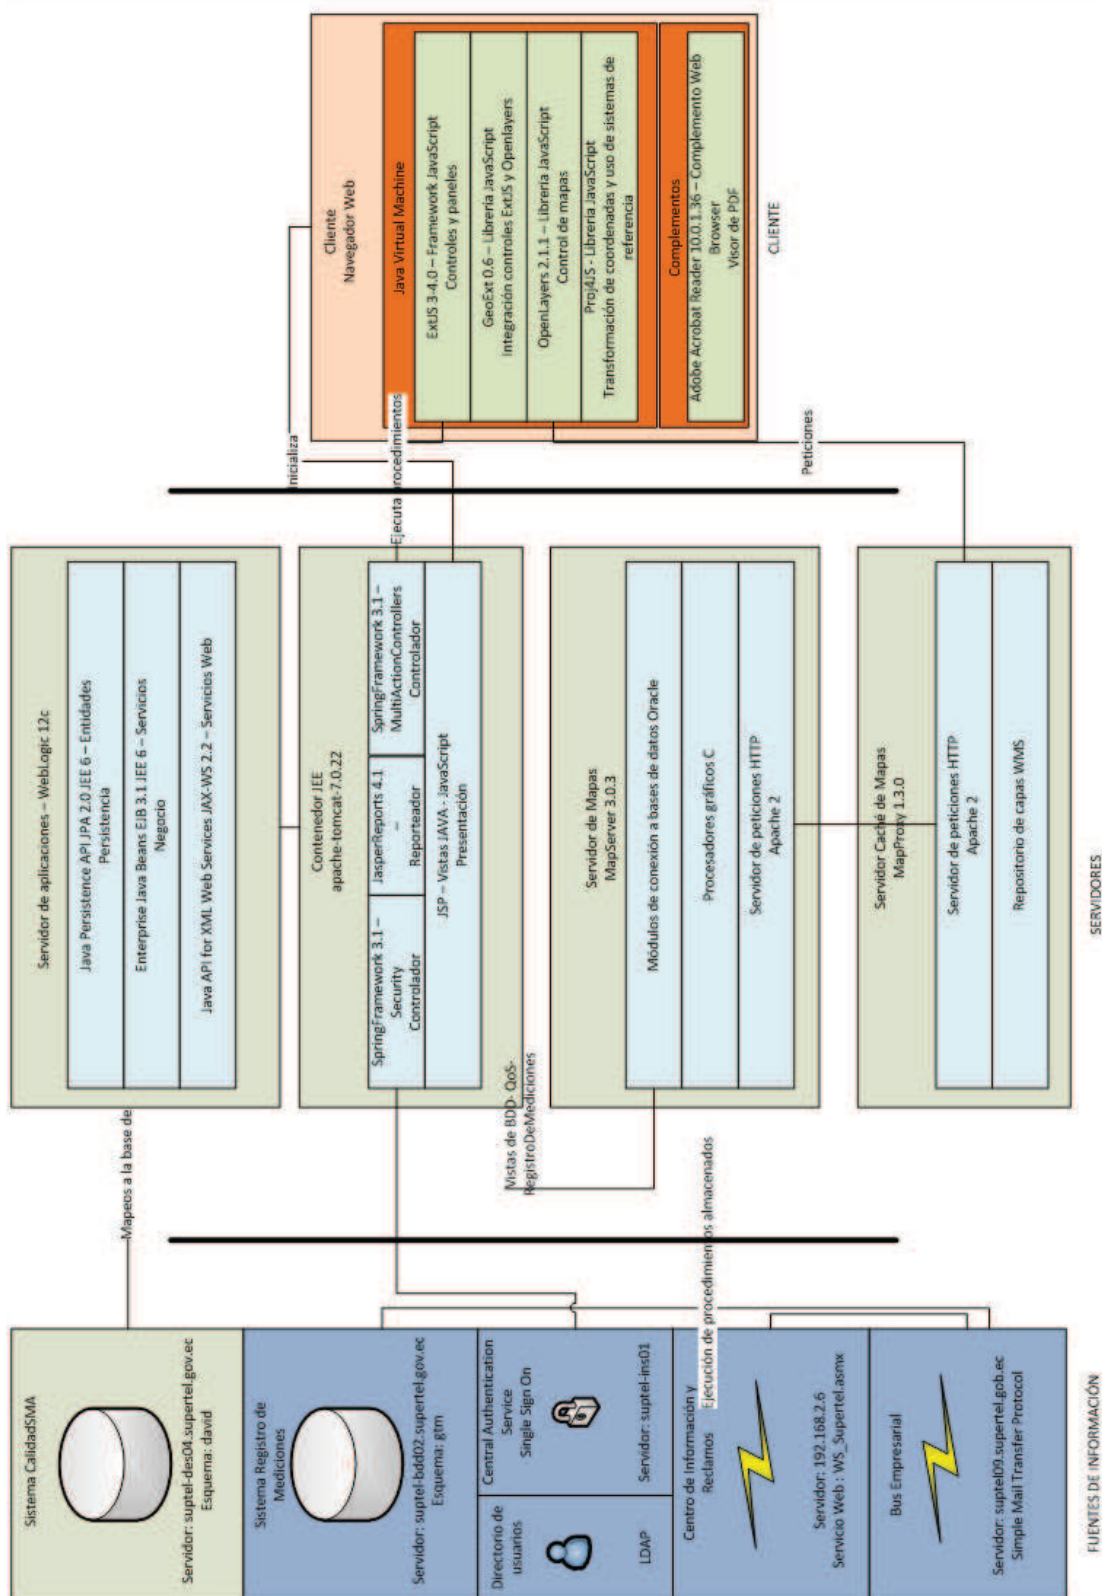 Sistema CalidadSMA
Servidor: suptel-des04.supertel.gov.ec
Esquema: david
Sistema Registro de
Mediciones
Servidor: suptel-bdd02.supertel.gov.ec
Esquema: gtm
Directorio de
usuarios
LDAP
Central Authentication
Service
Single Sign On
Servidor: suptel-ins01
Centro de Información y
Reclamos
Servidor: 192.168.2.6
Servicio Web : WS_Supertel.asmx
Bus Empresarial
Servidor: suptel09.supertel.gob.ec
Simple Mail Transfer Protocol
FUENTES DE INFORMACIÓN
Mapeos a la base de
Vistas de BDD- QoS-
RegistroDeMediciones
Ejecución de procedimientos almacenados
Servidor de aplicaciones – WebLogic 12c
Java Persistence API JPA 2.0 JEE 6 – Entidades
Persistencia
Enterprise Java Beans EJB 3.1 JEE 6 – Servicios
Negocio
Java API for XML Web Services JAX-WS 2.2 – Servicios Web
Contenedor JEE
apache-tomcat-7.0.22
SpringFramework 3.1 –
Security
Controlador
JasperReports 4.1
–
Reporteador
SpringFramework 3.1 –
MultiActionControllers
Controlador
JSP – Vistas JAVA - JavaScript
Presentación
Servidor de Mapas
MapServer 3.0.3
Módulos de conexión a bases de datos Oracle
Procesadores gráficos C
Servidor de peticiones HTTP
Apache 2
Servidor Caché de Mapas
MapProxy 1.3.0
Servidor de peticiones HTTP
Apache 2
Repositorio de capas WMS
SERVIDORES
Inicializa
Ejecuta procedimientos
Peticiones
Cliente
Navegador Web
Java Virtual Machine
ExtJS 3-4.0 – Framework JavaScript
Controles y paneles
GeoExt 0.6 – Librería JavaScript
Integración controles ExtJS y Openlayers
OpenLayers 2.1.1 – Librería JavaScript
Control de mapas
Proj4JS - Librería JavaScript
Transformación de coordenadas y uso de sistemas de
referencia
Complementos
Adobe Acrobat Reader 10.0.1.36 – Complemento Web
Browser
Visor de PDF
CLIENTE